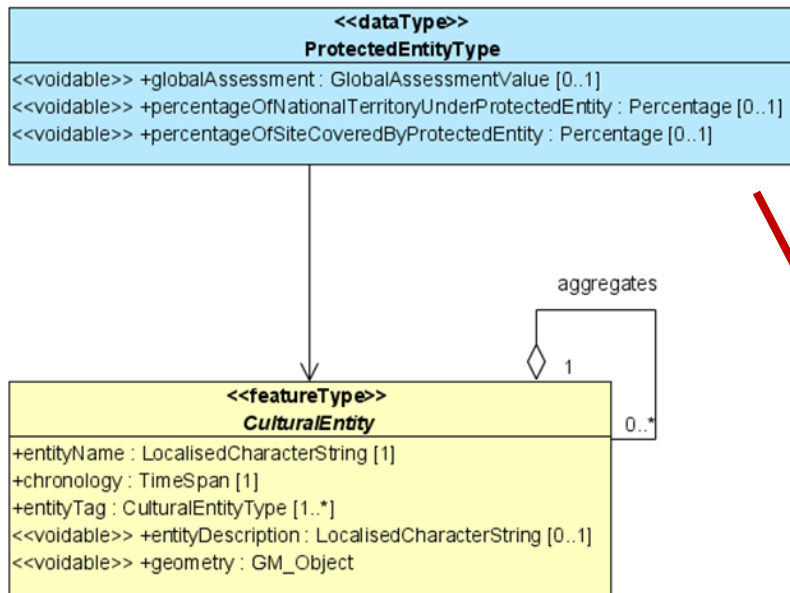 <<dataType>>
ProtectedEntityType
<<voidable>> +globalAssessment : GlobalAssessmentValue [0..1]
<<voidable>> +percentageOfNationalTerritoryUnderProtectedEntity : Percentage [0..1]
<<voidable>> +percentageOfSiteCoveredByProtectedEntity : Percentage [0..1]
aggregates
1
0..*
<<featureType>>
CulturalEntity
+entityName : LocalisedCharacterString [1]
+chronology : TimeSpan [1]
+entityTag : CulturalEntityType [1..*]
<<voidable>> +entityDescription : LocalisedCharacterString [0..1]
<<voidable>> +geometry : GM_Object